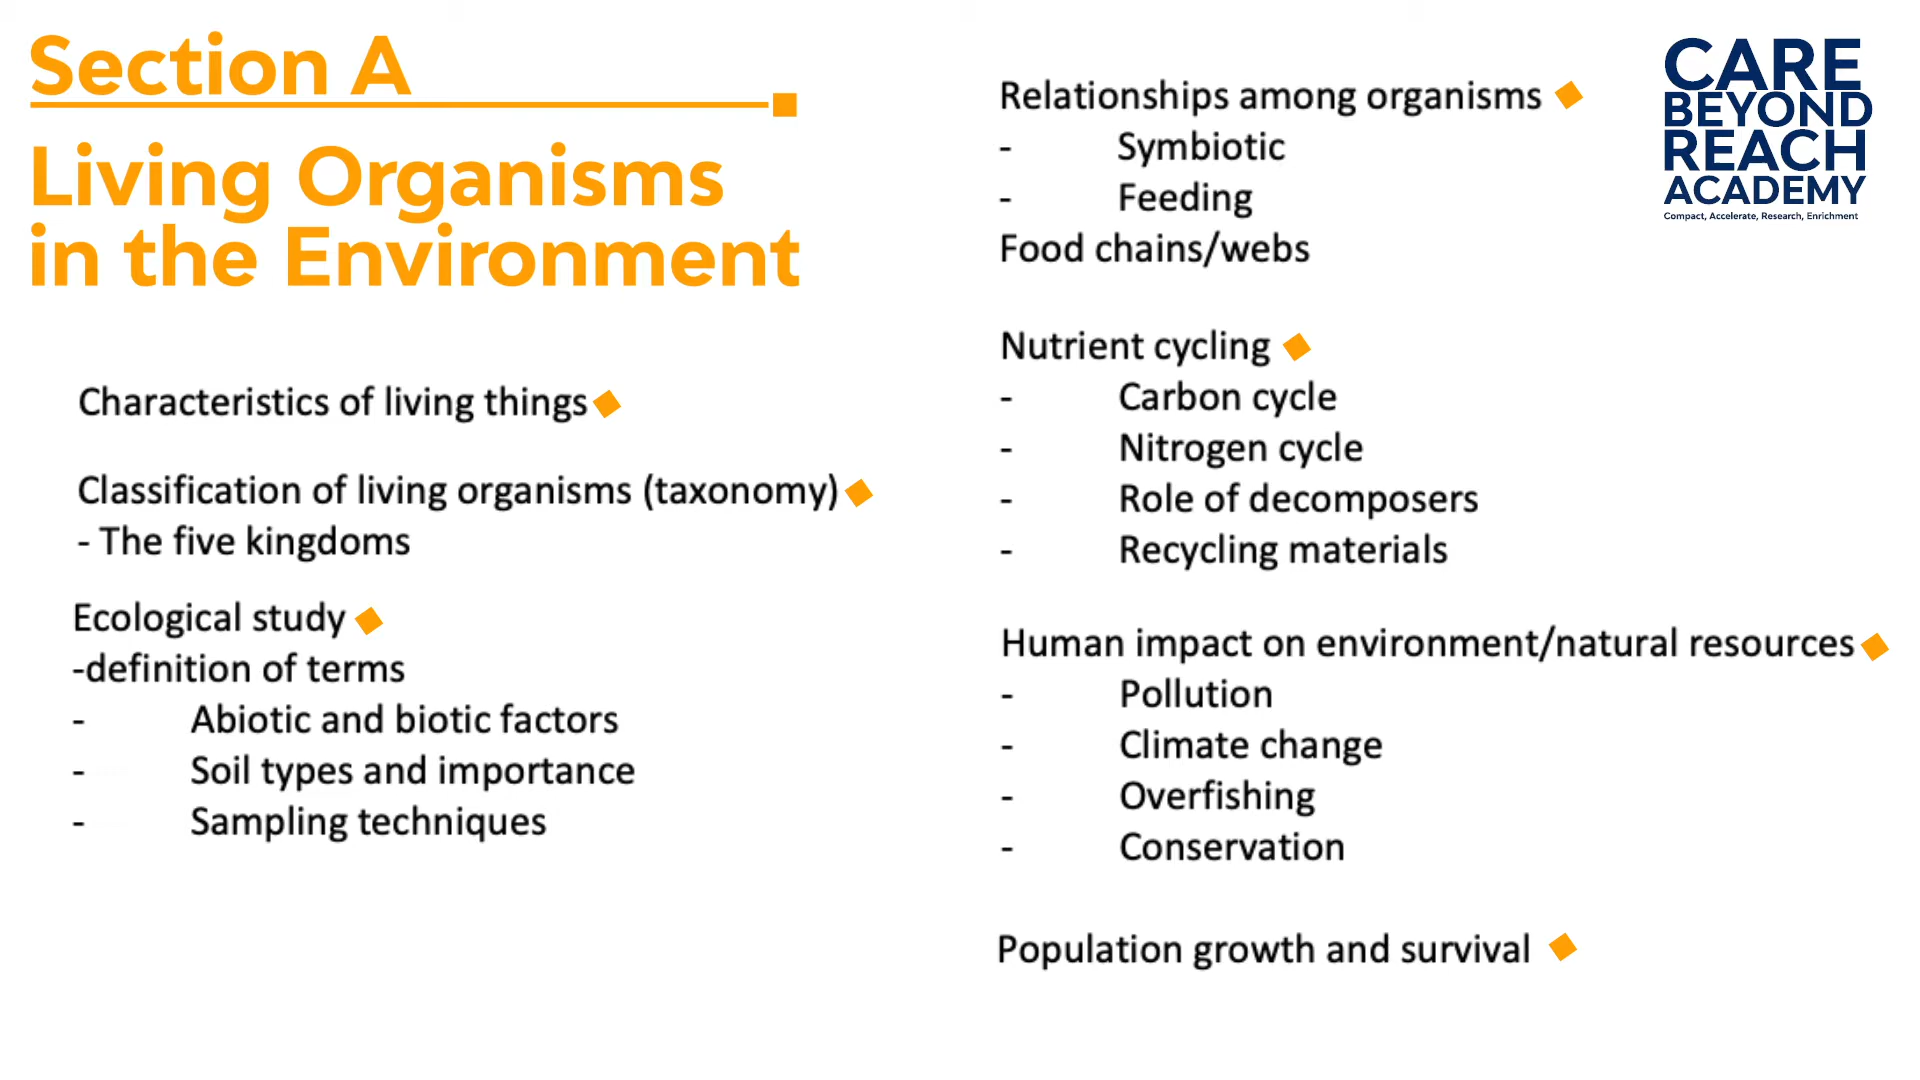 Section A
Living Organisms
in the Environment
Characteristics of living things
Classification of living organisms (taxonomy)
- The five kingdoms
Ecological study
-definition of terms
- Abiotic and biotic factors
- Soil types and importance
- Sampling techniques
Relationships among organisms
- Symbiotic
- Feeding
Food chains/webs
Nutrient cycling
- Carbon cycle
- Nitrogen cycle
- Role of decomposers
- Recycling materials
Human impact on environment/natural resources
- Pollution
- Climate change
- Overfishing
- Conservation
Population growth and survival
CARE
BEYOND
REACH
ACADEMY
Compact, Accelerate, Research, Enrichment